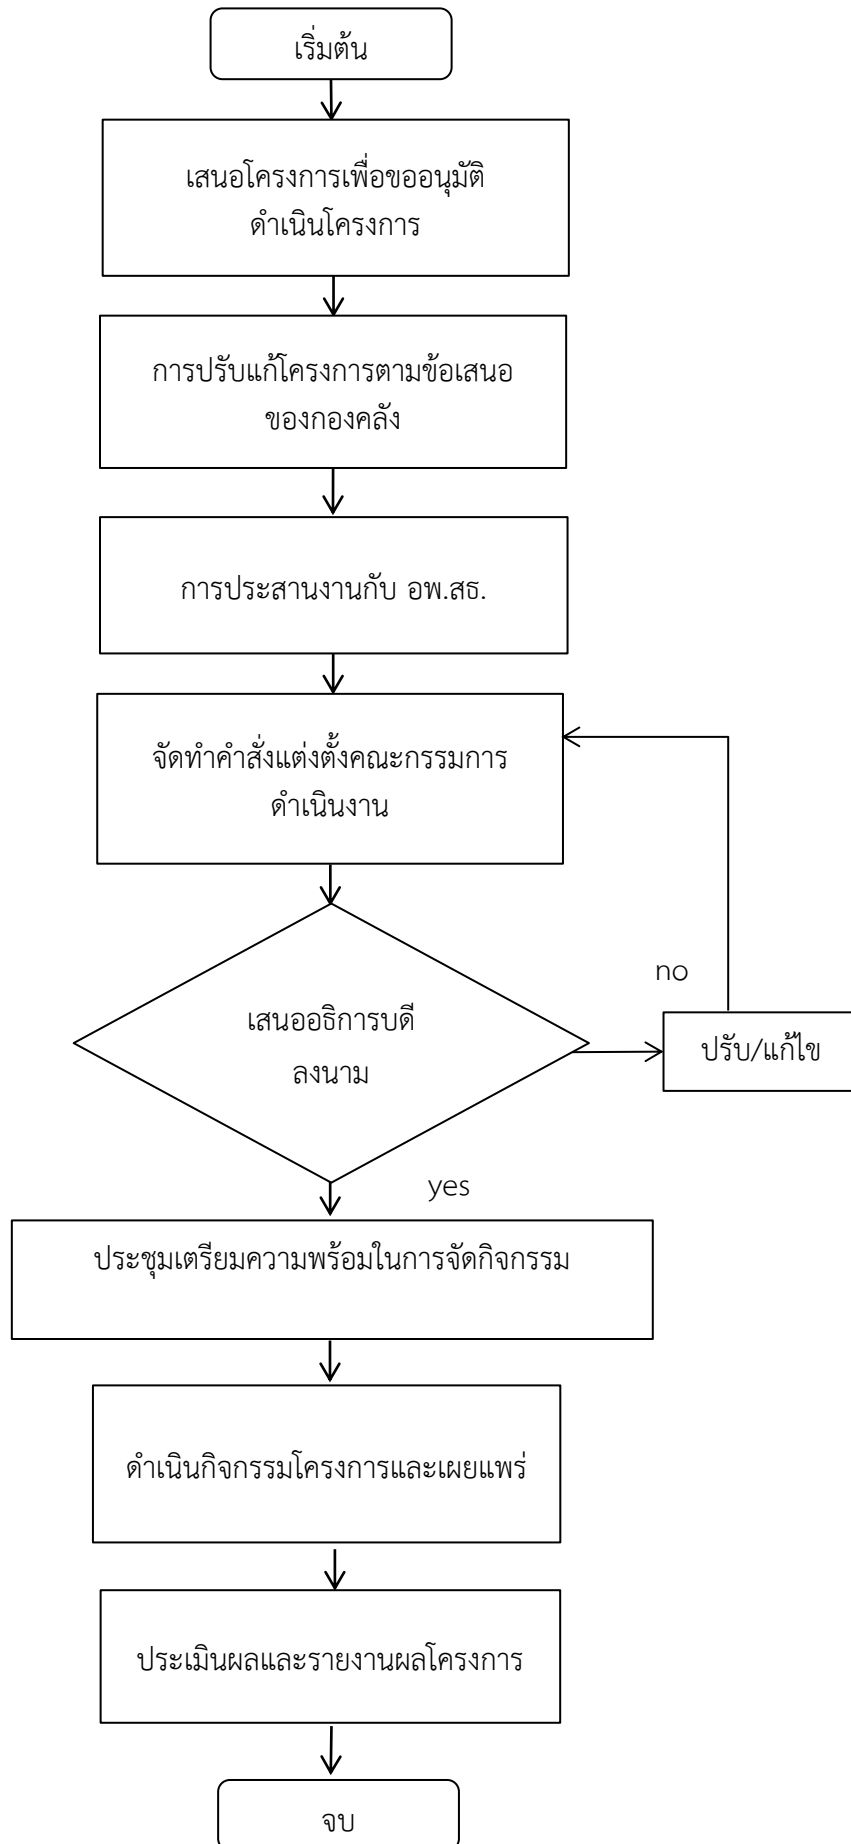 เริ่มต้น
เสนอโครงการเพื่อขออนุมัติ
ดำเนินโครงการ
การปรับแก้โครงการตามข้อเสนอ
ของกองคลัง
การประสานงานกับ อพ.สธ.
จัดทำคำสั่งแต่งตั้งคณะกรรมการ
ดำเนินงาน
เสนออธิการบดี
ลงนาม
no
ปรับ/แก้ไข
yes
ประชุมเตรียมความพร้อมในการจัดกิจกรรม
ดำเนินกิจกรรมโครงการและเผยแพร่
ประเมินผลและรายงานผลโครงการ
จบ